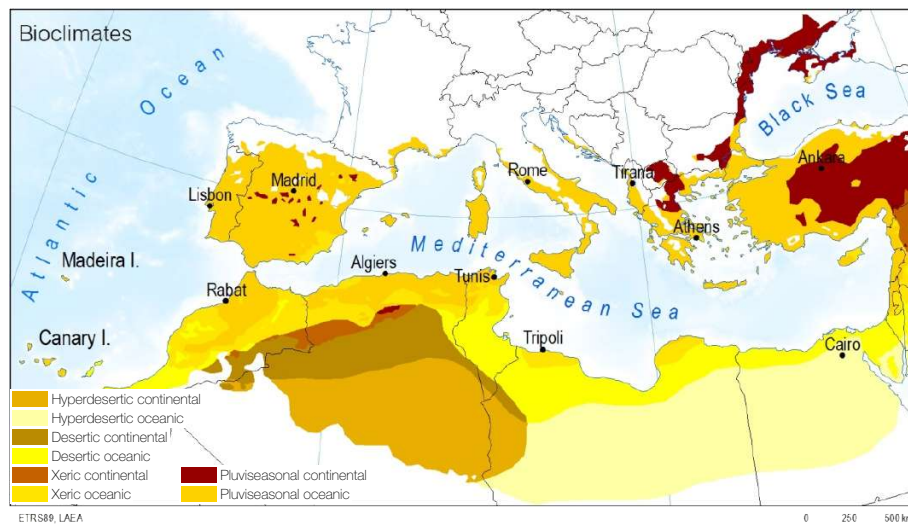 Bioclimates
Atlantic Ocean
Black Sea
Ankara
Madrid
Rome
Tirana
Lisbon
Athens
Mediterranean Sea
Madeira I.
Algiers
Tunis
Rabat
Canary I.
Tripoli
Cairo
Hyperdesertic continental
Hyperdesertic oceanic
Desertic continental
Desertic oceanic
Xeric continental
Pluviseasonal continental
Xeric oceanic
Pluviseasonal oceanic
ETRS89, LAEA
0 250 500 km